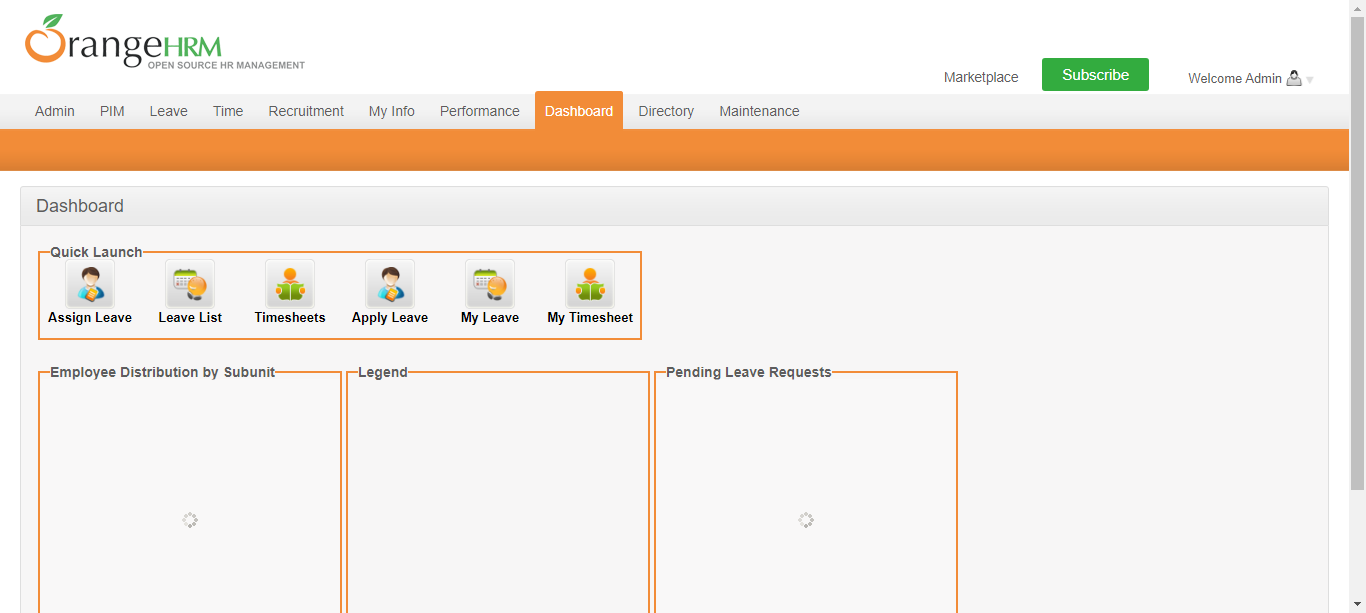 OrangeHRM
OPEN SOURCE HR MANAGEMENT
Marketplace Subscribe Welcome Admin
Admin PIM Leave Time Recruitment My Info Performance Dashboard Directory Maintenance
Dashboard
Quick Launch
Assign Leave Leave List Timesheets Apply Leave My Leave My Timesheet
Employee Distribution by Subunit Legend Pending Leave Requests